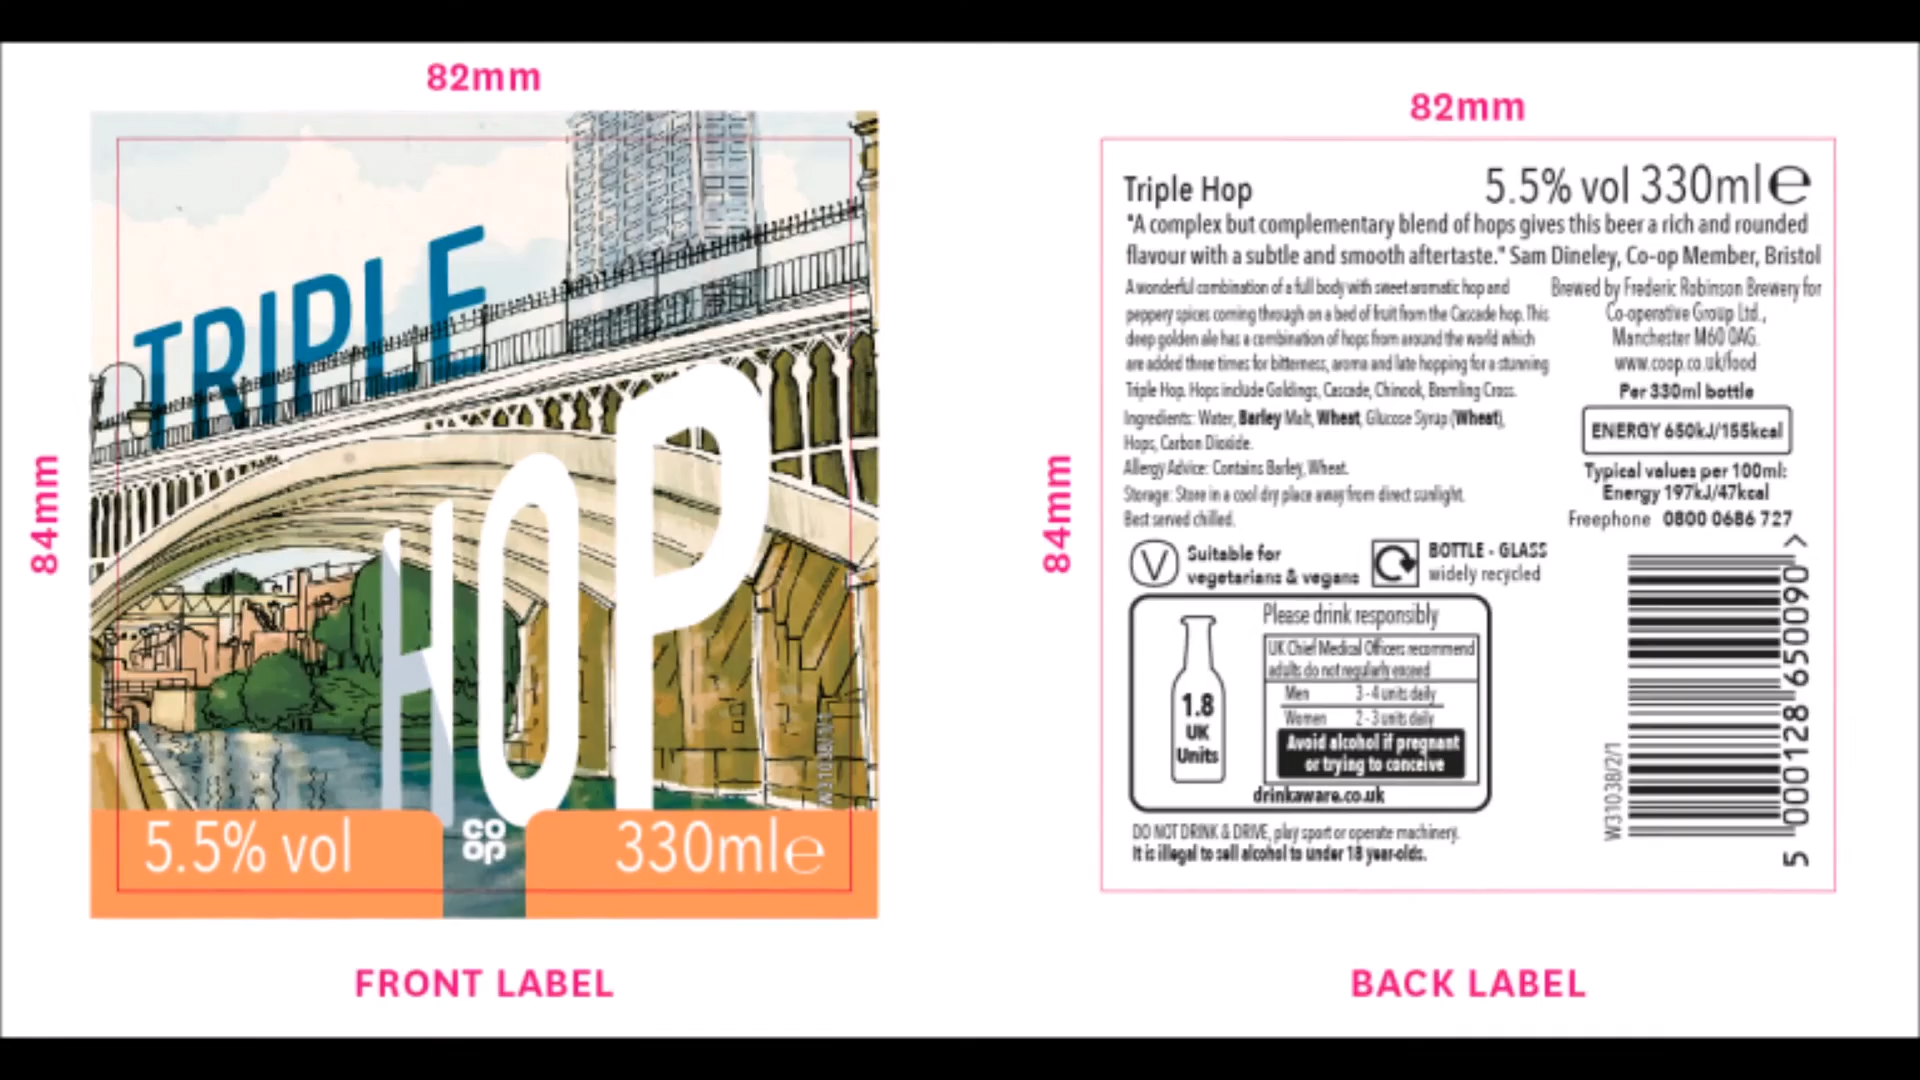 82mm
84mm
TRIPLE
HOP
5.5% vol
CO
OP
330ml℮
FRONT LABEL
82mm
84mm
Triple Hop
5.5% vol 330ml℮
"A complex but complementary blend of hops gives this beer a rich and rounded
flavour with a subtle and smooth aftertaste." Sam Dineley, Co-op Member, Bristol
A wonderful combination of a full body with sweet aromatic hop and
peppery spices coming through on a bed of fruit from the Cascade hop. This
deep golden ale has a combination of hops from around the world which
are added three times for bitterness, aroma and late hopping for a stunning
Triple Hop. Hops include Goldings, Cascade, Chinook, Bramling Cross.
Ingredients: Water, Barley Malt, Wheat, Glucose Syrup (Wheat),
Hops, Carbon Dioxide.
Allergy Advice: Contains Barley, Wheat.
Storage: Store in a cool dry place away from direct sunlight.
Best served chilled.
Brewed by Frederic Robinson Brewery for
Co-operative Group Ltd.,
Manchester M60 0AG.
www.coop.co.uk/food
Per 330ml bottle
ENERGY 650kJ/155kcal
Typical values per 100ml:
Energy 197kJ/47kcal
Freephone 0800 0686 727
V
Suitable for
vegetarians & vegans
BOTTLE - GLASS
widely recycled
Please drink responsibly
UK Chief Medical Officers recommend
adults do not regularly exceed
Men 3 - 4 units daily
Women 2 - 3 units daily
Avoid alcohol if pregnant
or trying to conceive
1.8
UK
Units
drinkaware.co.uk
DO NOT DRINK & DRIVE, play sport or operate machinery.
It is illegal to sell alcohol to under 18 year-olds.
W31038/2/1
5 000128 650090 >
BACK LABEL